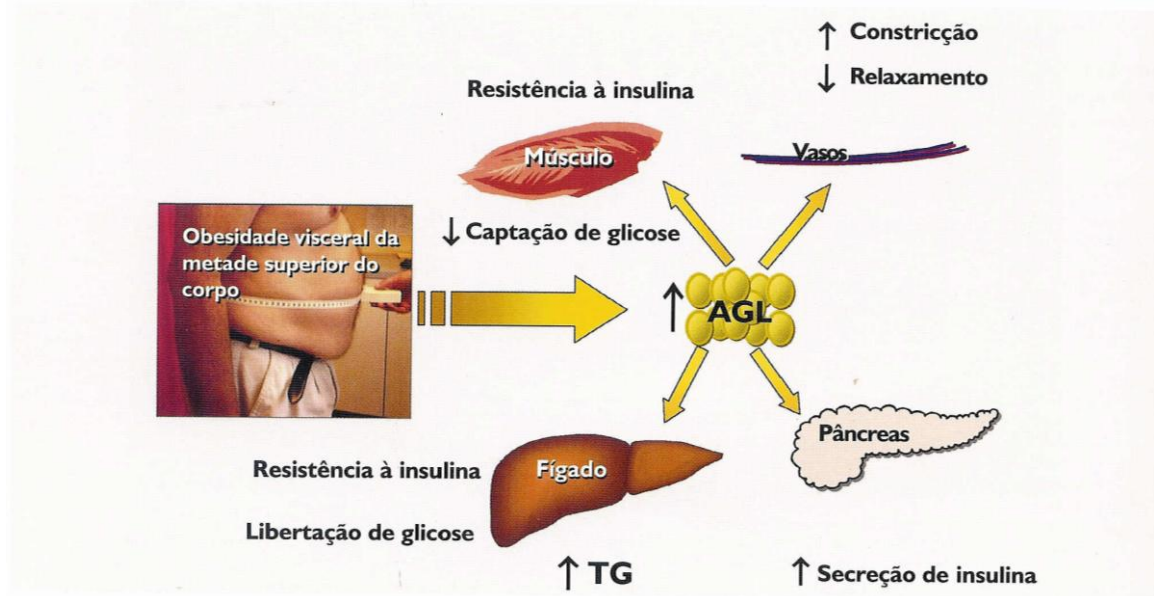 ↑ Constricção
↓ Relaxamento
Resistência à insulina
Músculo
Vasos
↓ Captação de glicose
Obesidade visceral da
metade superior do
corpo
↑ AGL
Pâncreas
Fígado
Resistência à insulina
Libertação de glicose
↑ TG
↑ Secreção de insulina